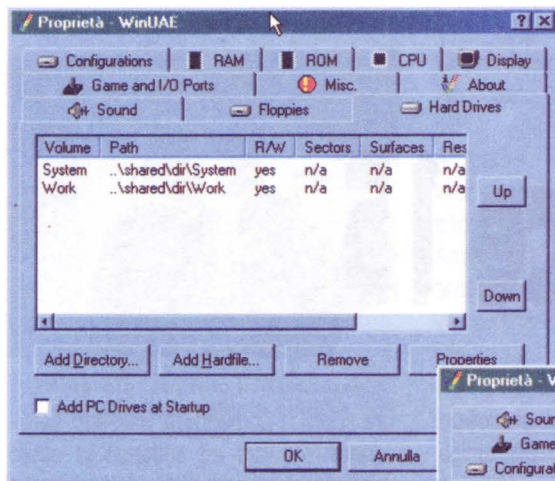 Proprietà - WinUAE
Configurations RAM ROM CPU Display
Game and I/O Ports Misc. About
Sound Floppies Hard Drives
Volume Path R/W Sectors Surfaces Res
System ..\shared\dir\System yes n/a n/a n/a
Work ..\shared\dir\Work yes n/a n/a n/a
Up
Down
Add Directory... Add Hardfile... Remove Properties
Add PC Drives at Startup
OK Annulla
Proprietà - W
Soun
Game
Configurat